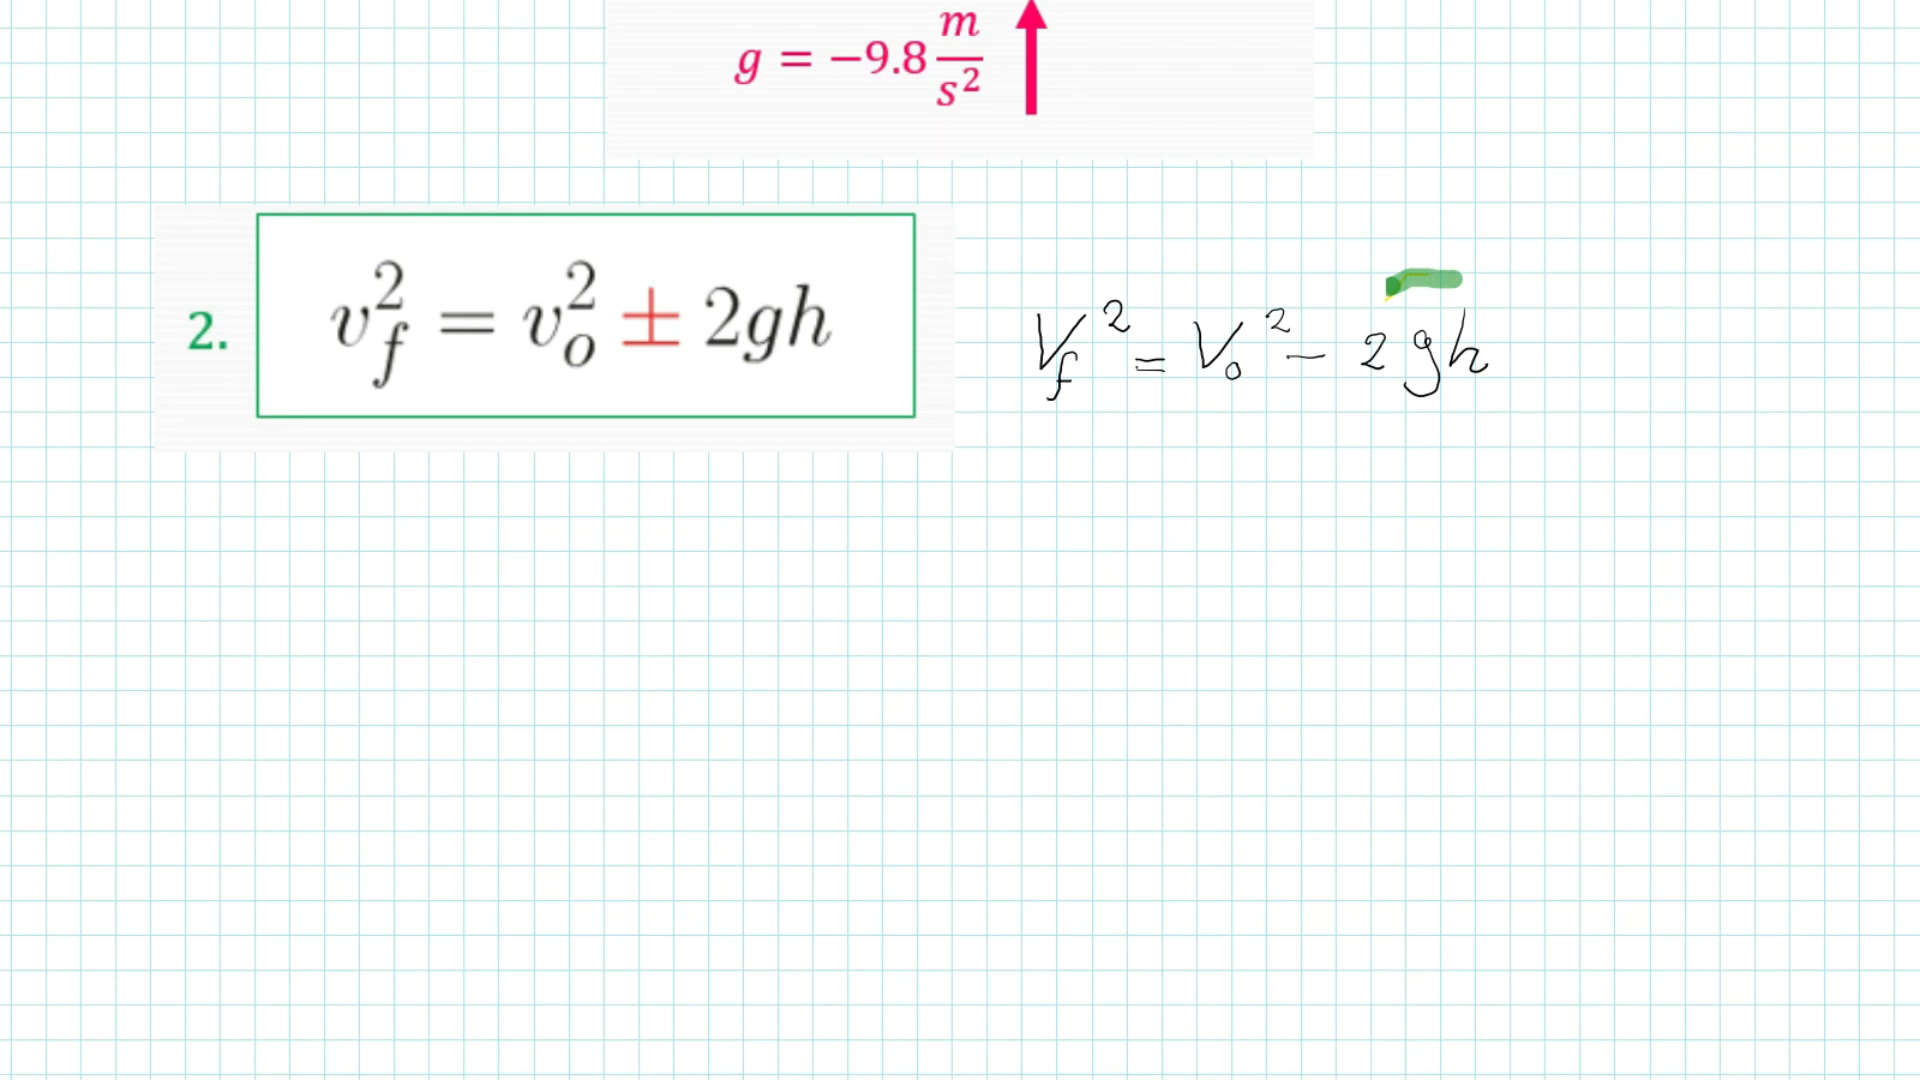 g = −9.8 m/s²
2. v_f² = v_o² ± 2gh
V_f² = V_o² − 2gh